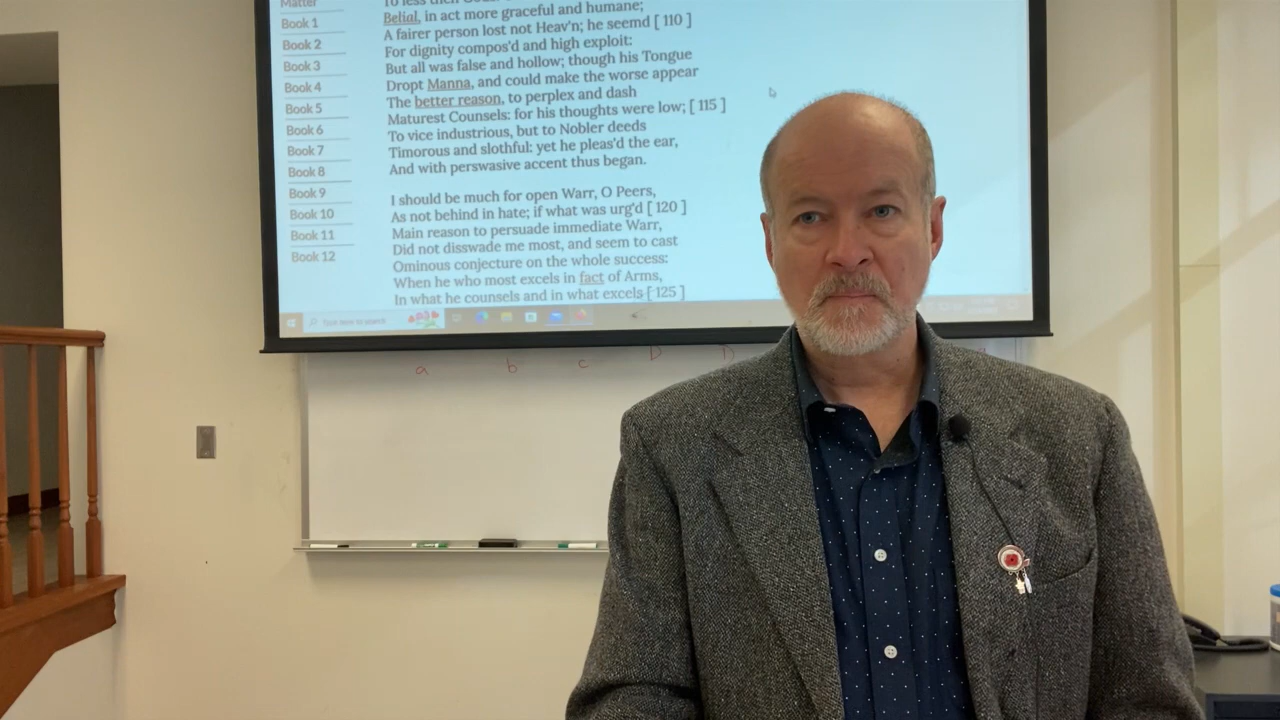 Matter
Book 1
Book 2
Book 3
Book 4
Book 5
Book 6
Book 7
Book 8
Book 9
Book 10
Book 11
Book 12
Belial, in act more graceful and humane;
A fairer person lost not Heav'n; he seemd [ 110 ]
For dignity compos'd and high exploit:
But all was false and hollow; though his Tongue
Dropt Manna, and could make the worse appear
The better reason, to perplex and dash
Maturest Counsels: for his thoughts were low; [ 115 ]
To vice industrious, but to Nobler deeds
Timorous and slothful: yet he pleas'd the ear,
And with perswasive accent thus began.
I should be much for open Warr, O Peers,
As not behind in hate; if what was urg'd [ 120 ]
Main reason to persuade immediate Warr,
Did not disswade me most, and seem to cast
Ominous conjecture on the whole success:
When he who most excels in fact of Arms,
In what he counsels and in what excels [ 125 ]
Type here to search
a b c D D